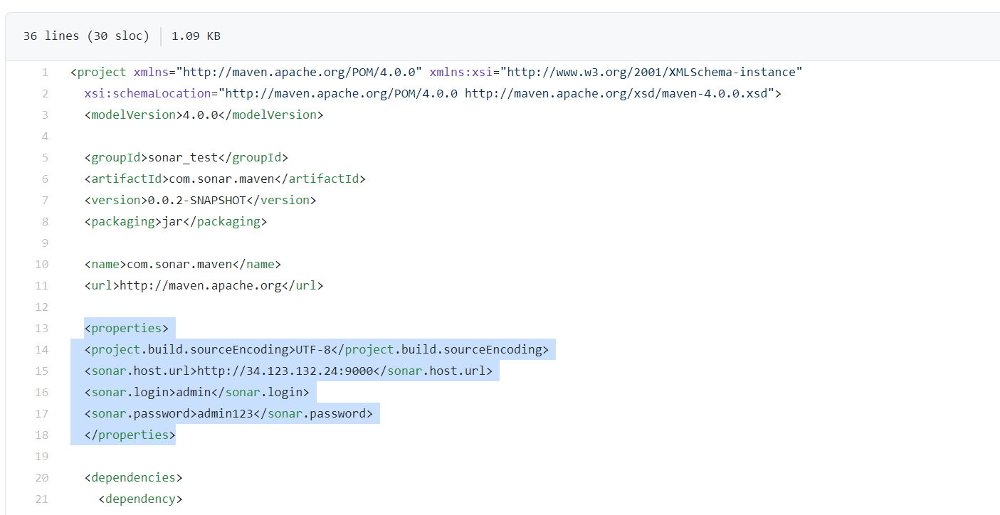 36 lines (30 sloc) 1.09 KB
1 <project xmlns="http://maven.apache.org/POM/4.0.0" xmlns:xsi="http://www.w3.org/2001/XMLSchema-instance"
2 xsi:schemaLocation="http://maven.apache.org/POM/4.0.0 http://maven.apache.org/xsd/maven-4.0.0.xsd">
3 <modelVersion>4.0.0</modelVersion>
4
5 <groupId>sonar_test</groupId>
6 <artifactId>com.sonar.maven</artifactId>
7 <version>0.0.2-SNAPSHOT</version>
8 <packaging>jar</packaging>
9
10 <name>com.sonar.maven</name>
11 <url>http://maven.apache.org</url>
12
13 <properties>
14 <project.build.sourceEncoding>UTF-8</project.build.sourceEncoding>
15 <sonar.host.url>http://34.123.132.24:9000</sonar.host.url>
16 <sonar.login>admin</sonar.login>
17 <sonar.password>admin123</sonar.password>
18 </properties>
19
20 <dependencies>
21 <dependency>